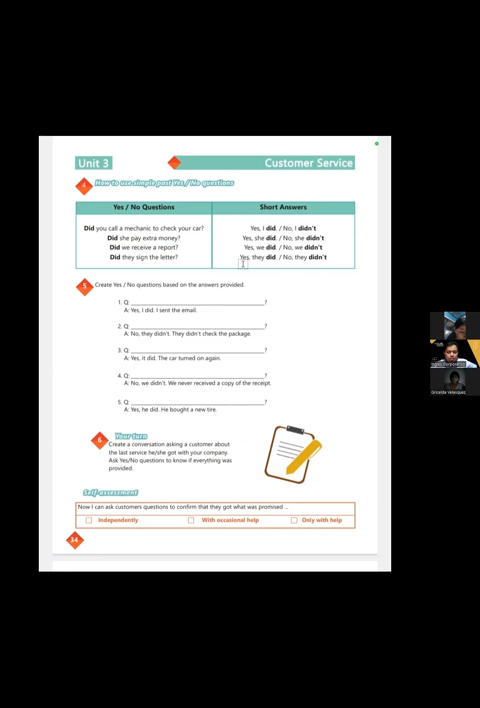 Unit 3
Customer Service
4
How to use simple past Yes / No questions
Yes / No Questions
Short Answers
Did you call a mechanic to check your car?
Yes, I did. / No, I didn't
Did she pay extra money?
Yes, she did. / No, she didn't
Did we receive a report?
Yes, we did. / No, we didn't
Did they sign the letter?
Yes, they did. / No, they didn't
5
Create Yes / No questions based on the answers provided.
1. Q: ______________________________?
A: Yes, I did. I sent the email.
2. Q: ______________________________?
A: No, they didn't. They didn't check the package.
3. Q: ______________________________?
A: Yes, it did. The car turned on again.
4. Q: ______________________________?
A: No, we didn't. We never received a copy of the receipt.
5. Q: ______________________________?
A: Yes, he did. He bought a new tire.
6
Your turn
Create a conversation asking a customer about
the last service he/she got with your company.
Ask Yes/No questions to know if everything was
provided.
Self-assessment
Now I can ask customers questions to confirm that they got what was promised ...
Independently
With occasional help
Only with help
34
Griselda Velasquez